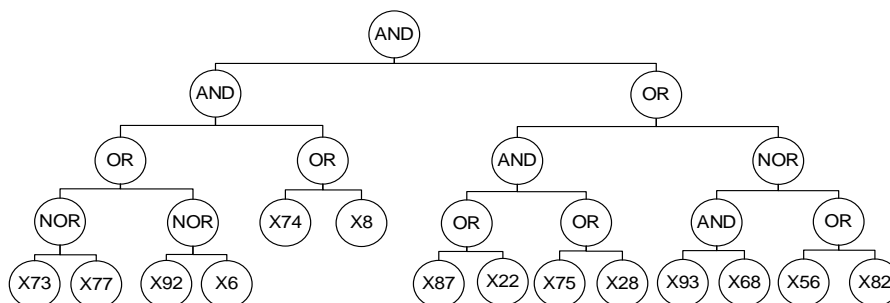 AND
AND OR
OR OR AND NOR
NOR NOR X74 X8 OR OR AND OR
X73 X77 X92 X6 X87 X22 X75 X28 X93 X68 X56 X82